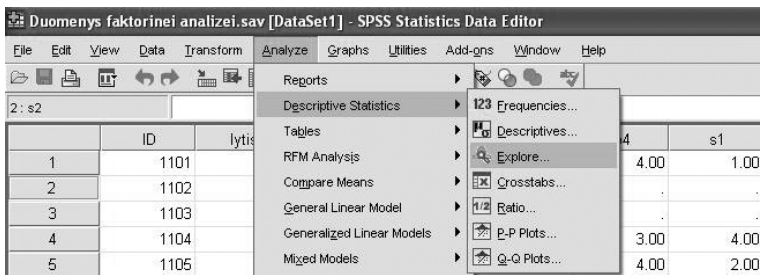 Duomenys faktorinei analizei.sav [DataSet1] - SPSS Statistics Data Editor
File Edit View Data Transform Analyze Graphs Utilities Add-ons Window Help
2 : s2
Reports
Descriptive Statistics
Tables
RFM Analysis
Compare Means
General Linear Model
Generalized Linear Models
Mixed Models
123 Frequencies...
Descriptives...
Explore...
Crosstabs...
1/2 Ratio...
P-P Plots...
Q-Q Plots...
ID lytis s1
1 1101 4.00 1.00
2 1102 . .
3 1103 . .
4 1104 3.00 4.00
5 1105 4.00 2.00